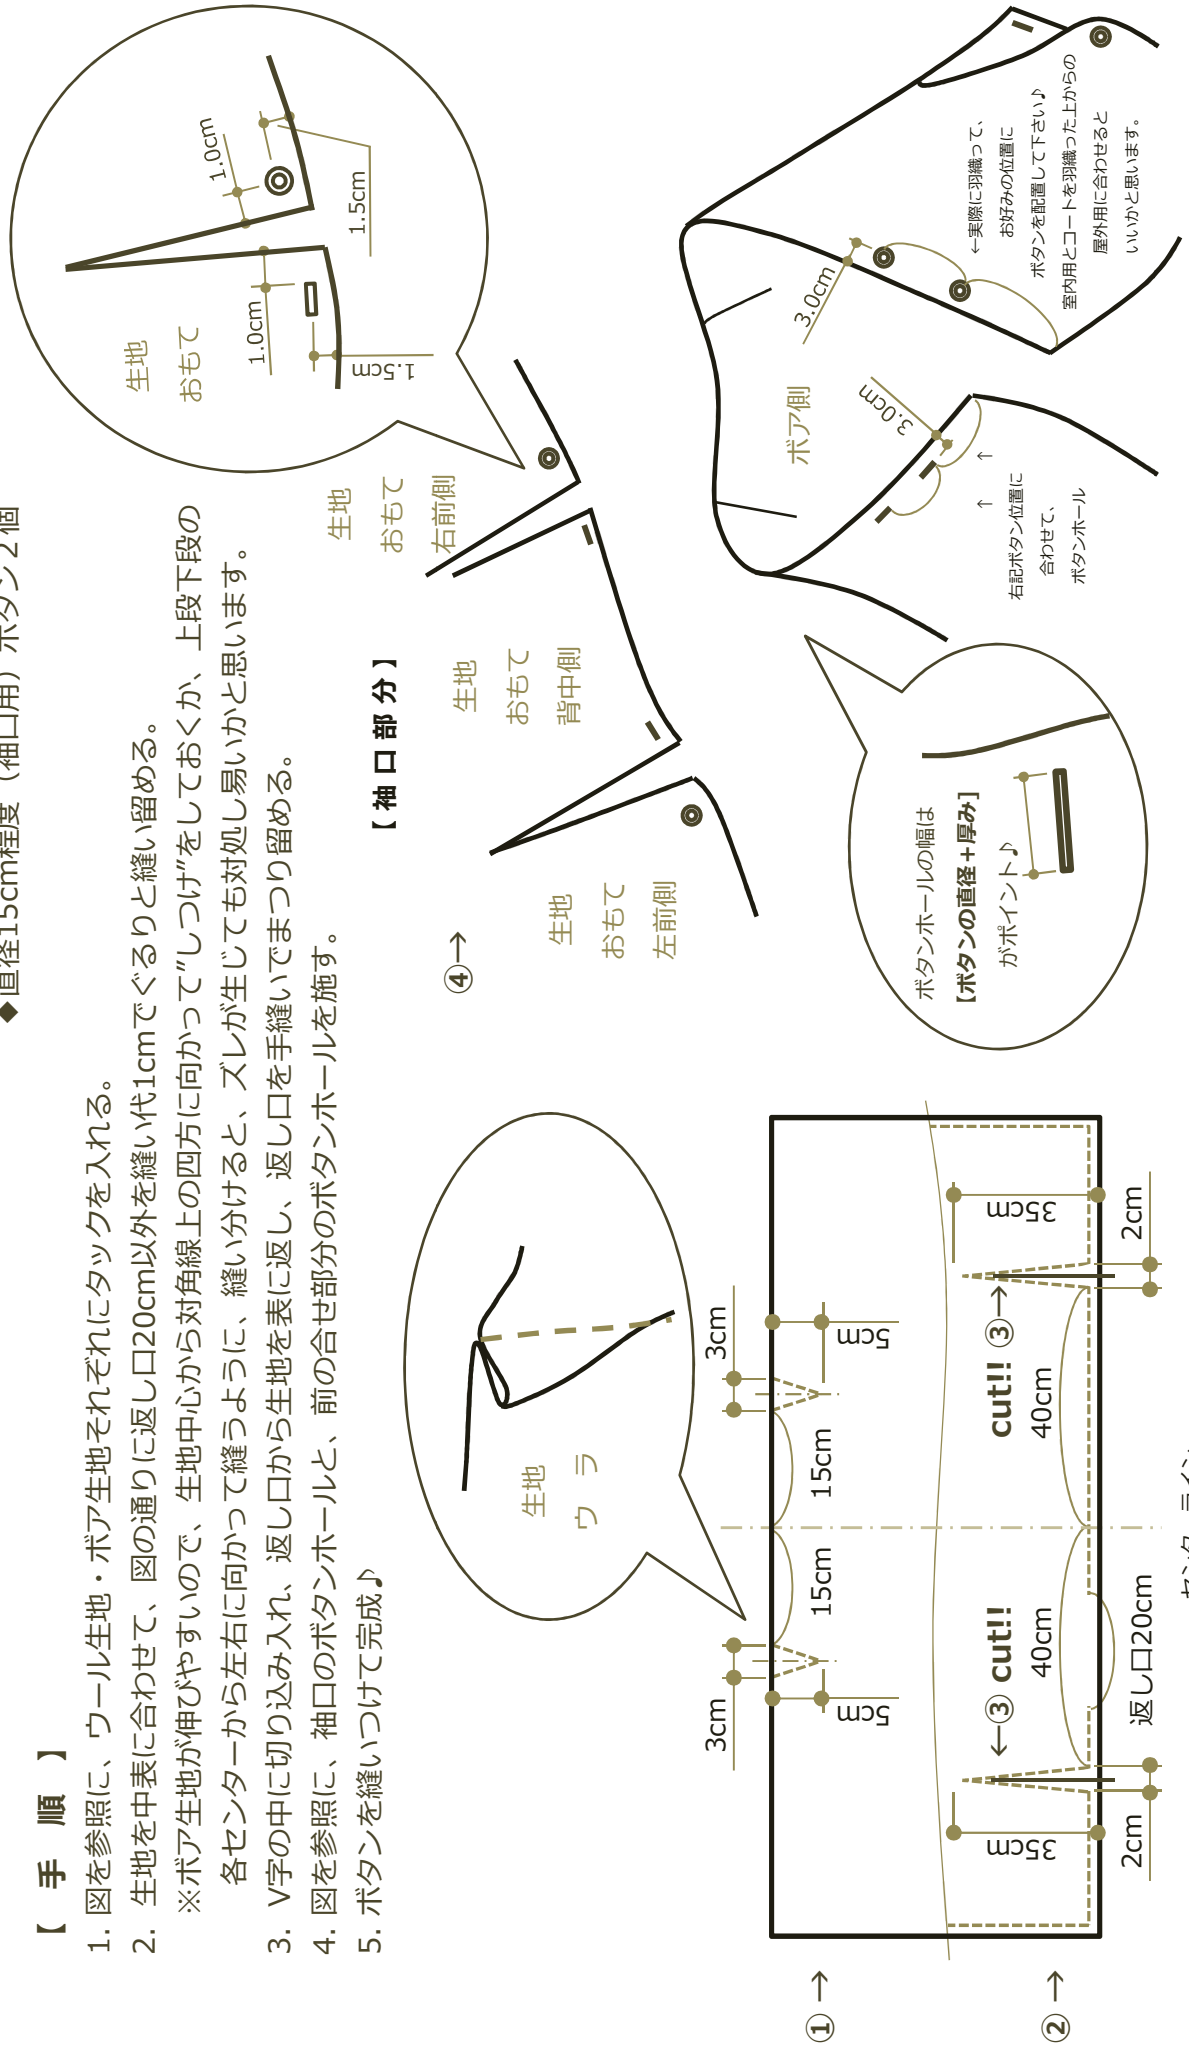 ◆直径15cm程度（袖口用）ボタン２個
【 手 順 】
1. 図を参照に、ウール生地・ボア生地それぞれにタックを入れる。
2. 生地を中表に合わせて、図の通りに返し口20cm以外を縫い代1cmでぐるりと縫い留める。
※ボア生地が伸びやすいので、生地中心から対角線上の四方に向かって”しつけ”をしておくか、上段下段の
各センターから左右に向かって縫うように、縫い分けると、ズレが生じても対処し易いかと思います。
3. V字の中に切り込み入れ、返し口から生地を表に返し、返し口を手縫いでまつり留める。
4. 図を参照に、袖口のボタンホールと、前の合せ部分のボタンホールを施す。
5. ボタンを縫いつけて完成♪
①→
②→
3cm
5cm
15cm
15cm
3cm
5cm
生地
ウ ラ
35cm
2cm
←③ cut!!
40cm
返し口20cm
cut!! ③→
40cm
35cm
2cm
④→
【 袖 口 部 分 】
生地
おもて
左前側
生地
おもて
背中側
生地
おもて
右前側
生地
おもて
1.0cm
1.5cm
1.0cm
1.5cm
ボタンホールの幅は
【ボタンの直径＋厚み】
がポイント♪
ボア側
3.0cm
3.0cm
↑ ↑
右記ボタン位置に
合わせて、
ボタンホール
←実際に羽織って、
お好みの位置に
ボタンを配置して下さい♪
室内用とコートを羽織った上からの
屋外用に合わせると
いいかと思います。